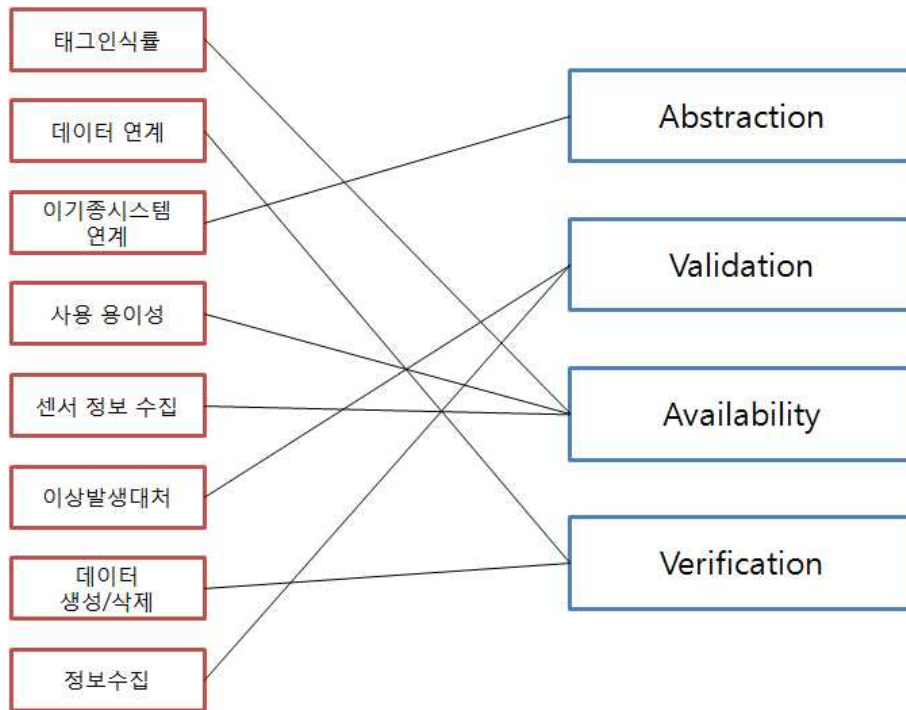 태그인식률
데이터 연계
이기종시스템
연계
사용 용이성
센서 정보 수집
이상발생대처
데이터
생성/삭제
정보수집
Abstraction
Validation
Availability
Verification